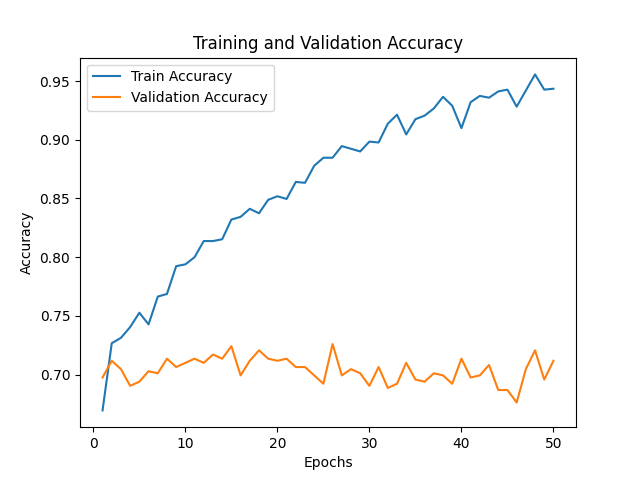 Training and Validation Accuracy
Train Accuracy
Validation Accuracy
0.95
0.90
0.85
0.80
0.75
0.70
Accuracy
0 10 20 30 40 50
Epochs